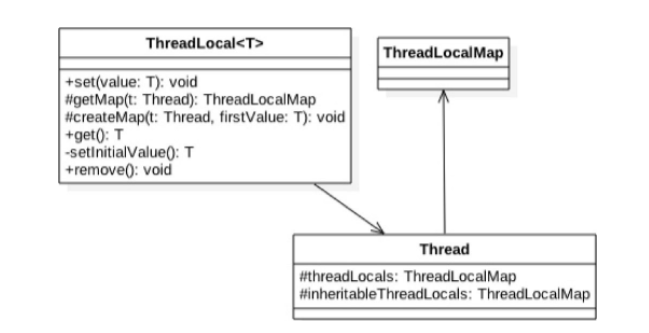 ThreadLocal<T>
+set(value: T): void
#getMap(t: Thread): ThreadLocalMap
#createMap(t: Thread, firstValue: T): void
+get(): T
-setInitialValue(): T
+remove(): void
ThreadLocalMap
Thread
#threadLocals: ThreadLocalMap
#inheritableThreadLocals: ThreadLocalMap